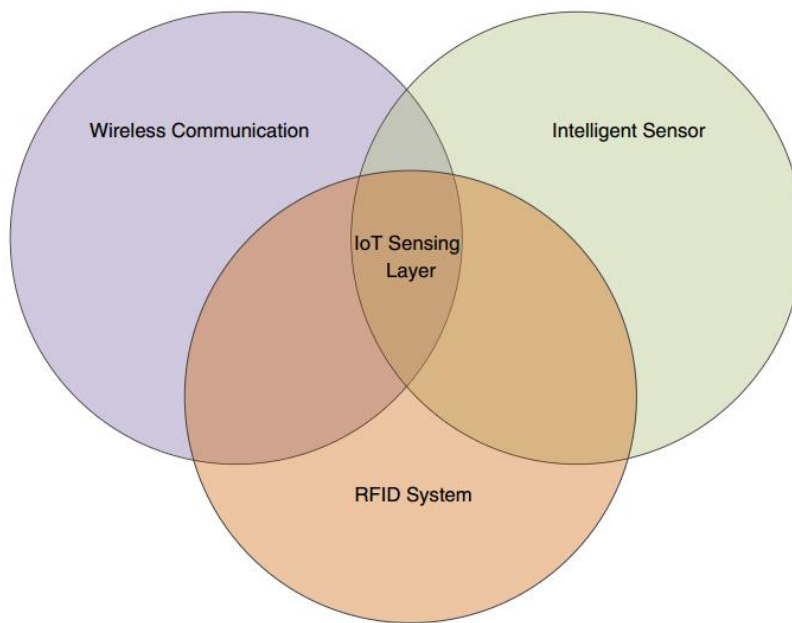 Wireless Communication
Intelligent Sensor
IoT Sensing
Layer
RFID System